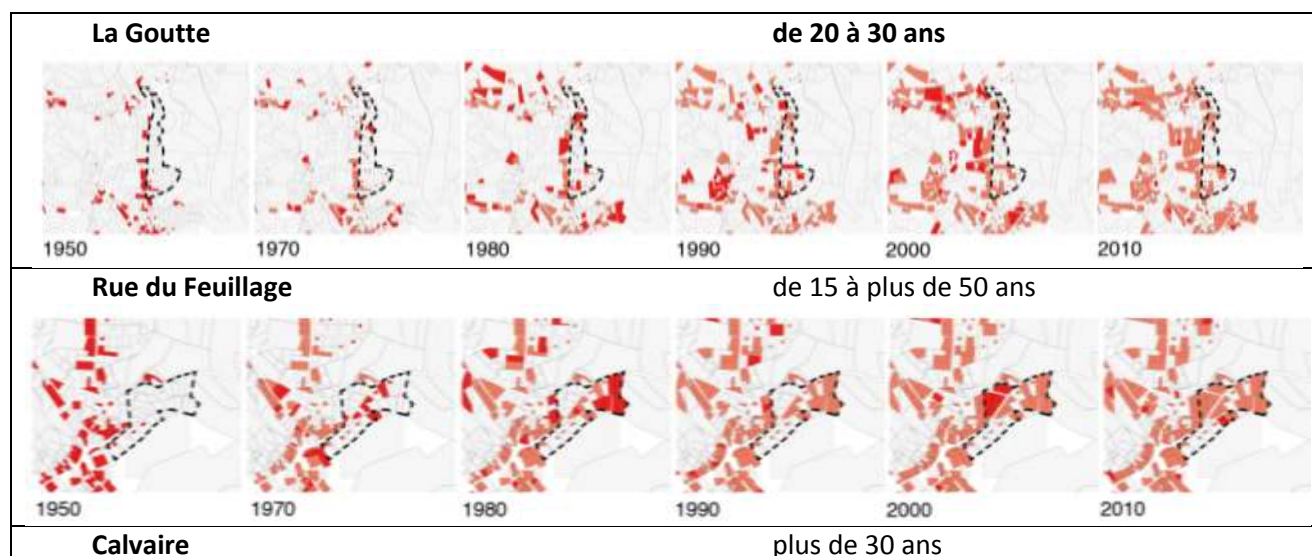 La Goutte de 20 à 30 ans
1950 1970 1980 1990 2000 2010
Rue du Feuillage de 15 à plus de 50 ans
1950 1970 1980 1990 2000 2010
Calvaire plus de 30 ans